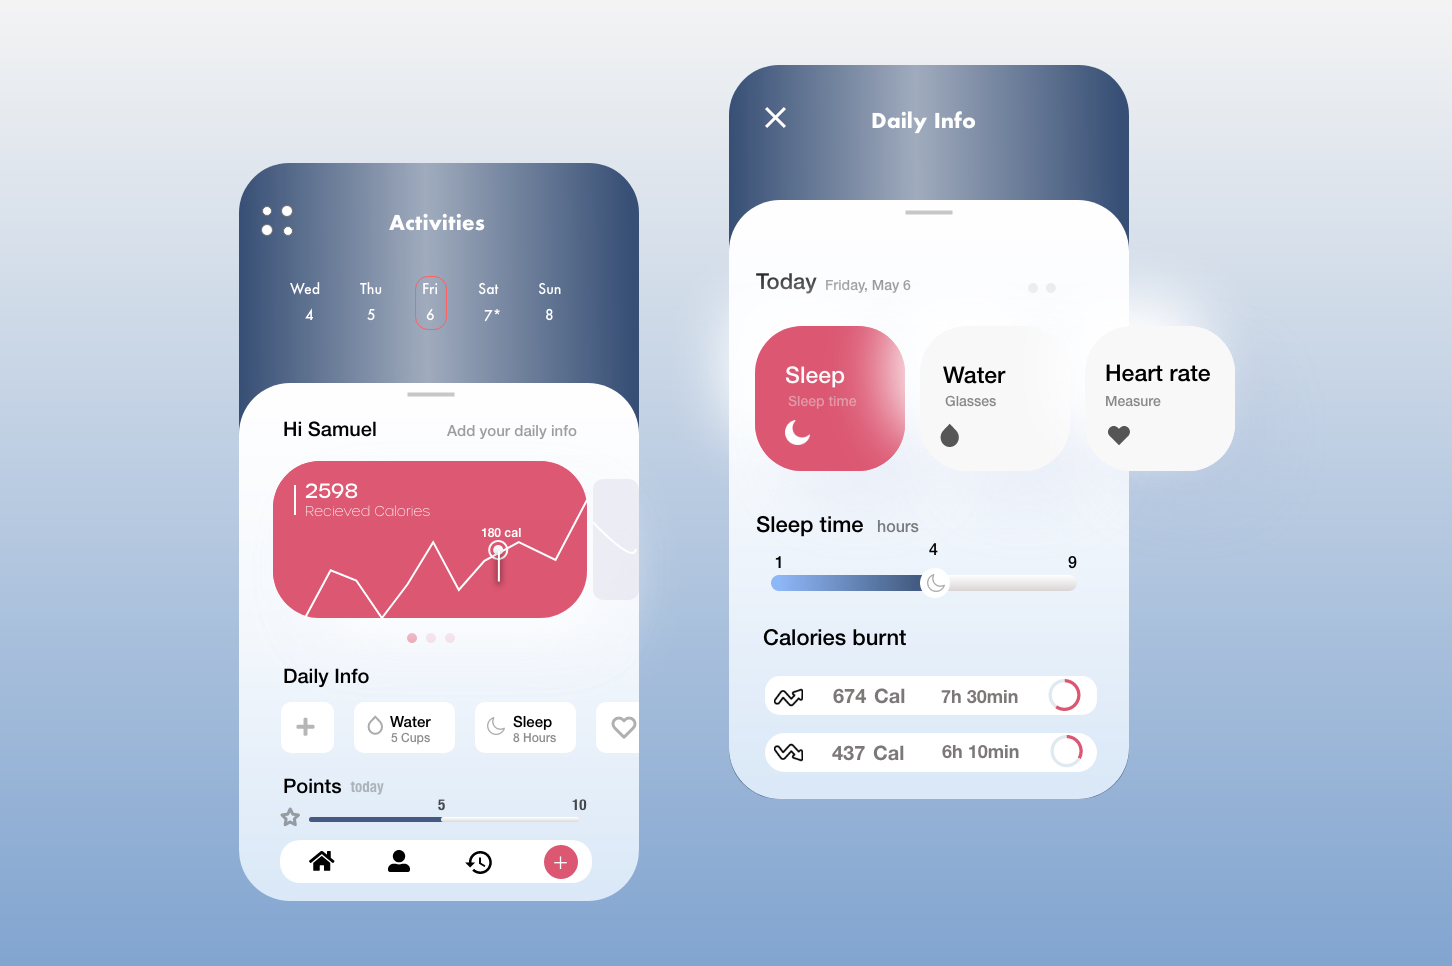 Activities
Wed Thu Fri Sat Sun
4 5 6 7* 8
Hi Samuel Add your daily info
2598
Recieved Calories
180 cal
Daily Info
Water
5 Cups
Sleep
8 Hours
Points today
5 10
Daily Info
Today Friday, May 6
Sleep
Sleep time
Water
Glasses
Heart rate
Measure
Sleep time hours
1 4 9
Calories burnt
674 Cal 7h 30min
437 Cal 6h 10min